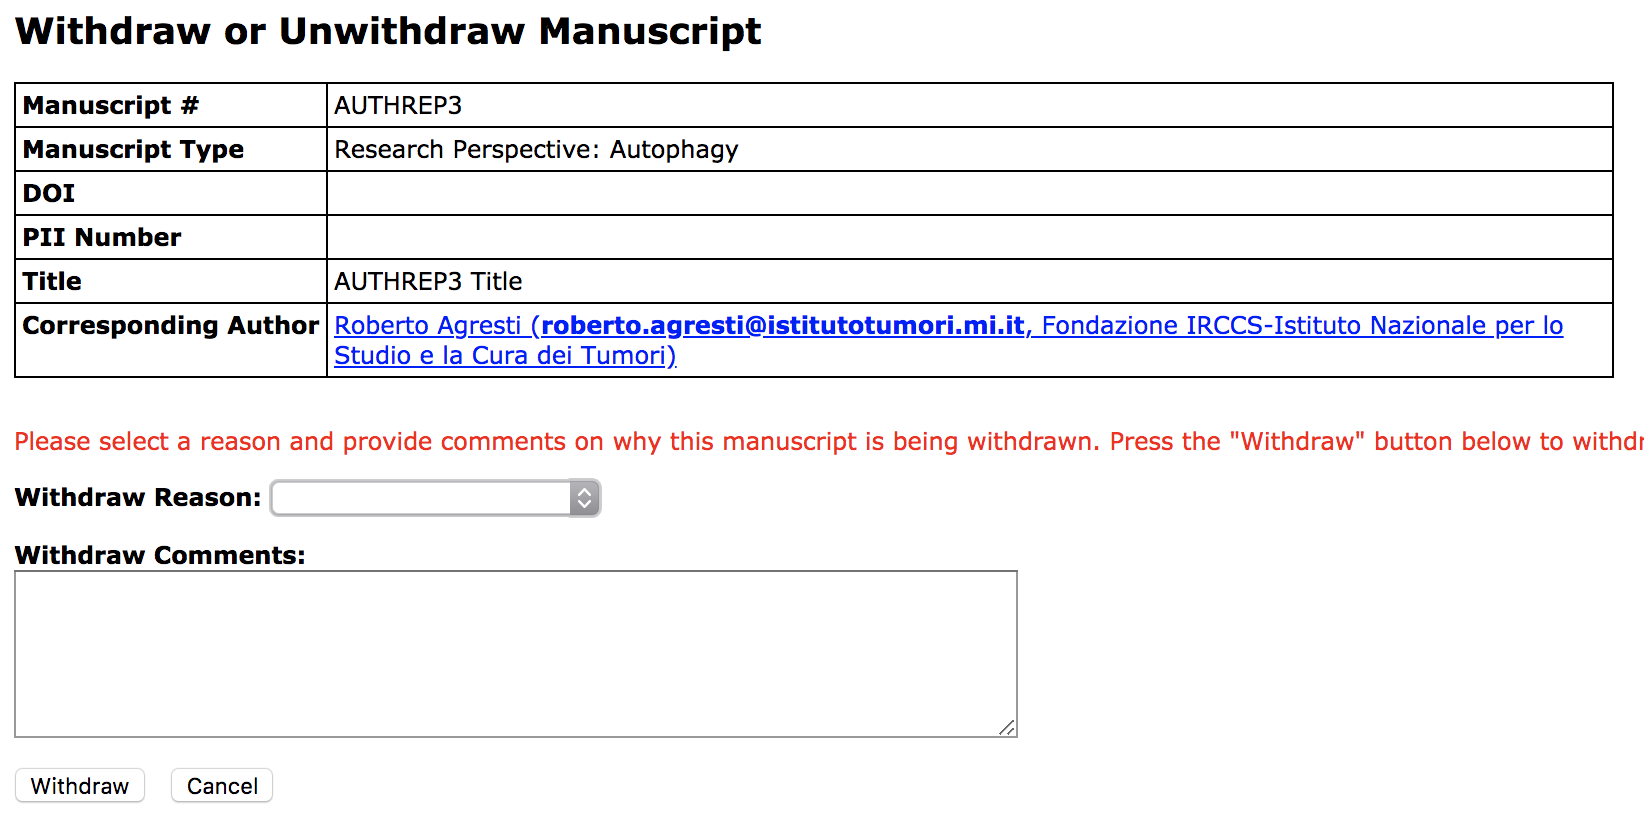 Withdraw or Unwithdraw Manuscript
Manuscript # AUTHREP3
Manuscript Type Research Perspective: Autophagy
DOI
PII Number
Title AUTHREP3 Title
Corresponding Author Roberto Agresti (roberto.agresti@istitutotumori.mi.it, Fondazione IRCCS-Istituto Nazionale per lo
Studio e la Cura dei Tumori)
Please select a reason and provide comments on why this manuscript is being withdrawn. Press the "Withdraw" button below to
Withdraw Reason:
Withdraw Comments:
Withdraw Cancel